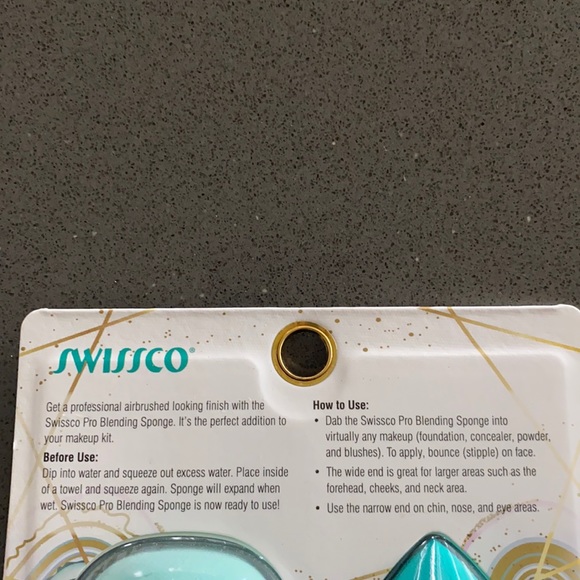 SWISSCO®
Get a professional airbrushed looking finish with the
Swissco Pro Blending Sponge. It's the perfect addition to
your makeup kit.
Before Use:
Dip into water and squeeze out excess water. Place inside
of a towel and squeeze again. Sponge will expand when
wet. Swissco Pro Blending Sponge is now ready to use!
How to Use:
• Dab the Swissco Pro Blending Sponge into
virtually any makeup (foundation, concealer, powder,
and blushes). To apply, bounce (stipple) on face.
• The wide end is great for larger areas such as the
forehead, cheeks, and neck area.
• Use the narrow end on chin, nose, and eye areas.